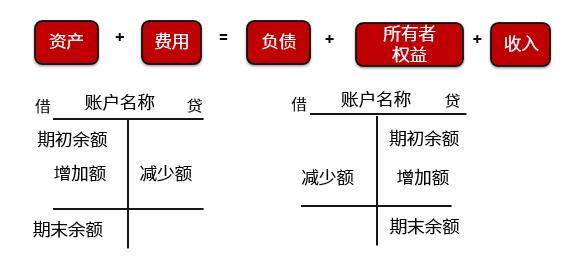 资产 + 费用 = 负债 + 所有者权益 + 收入
借 账户名称 贷
期初余额
增加额 减少额
期末余额
借 账户名称 贷
期初余额
减少额 增加额
期末余额